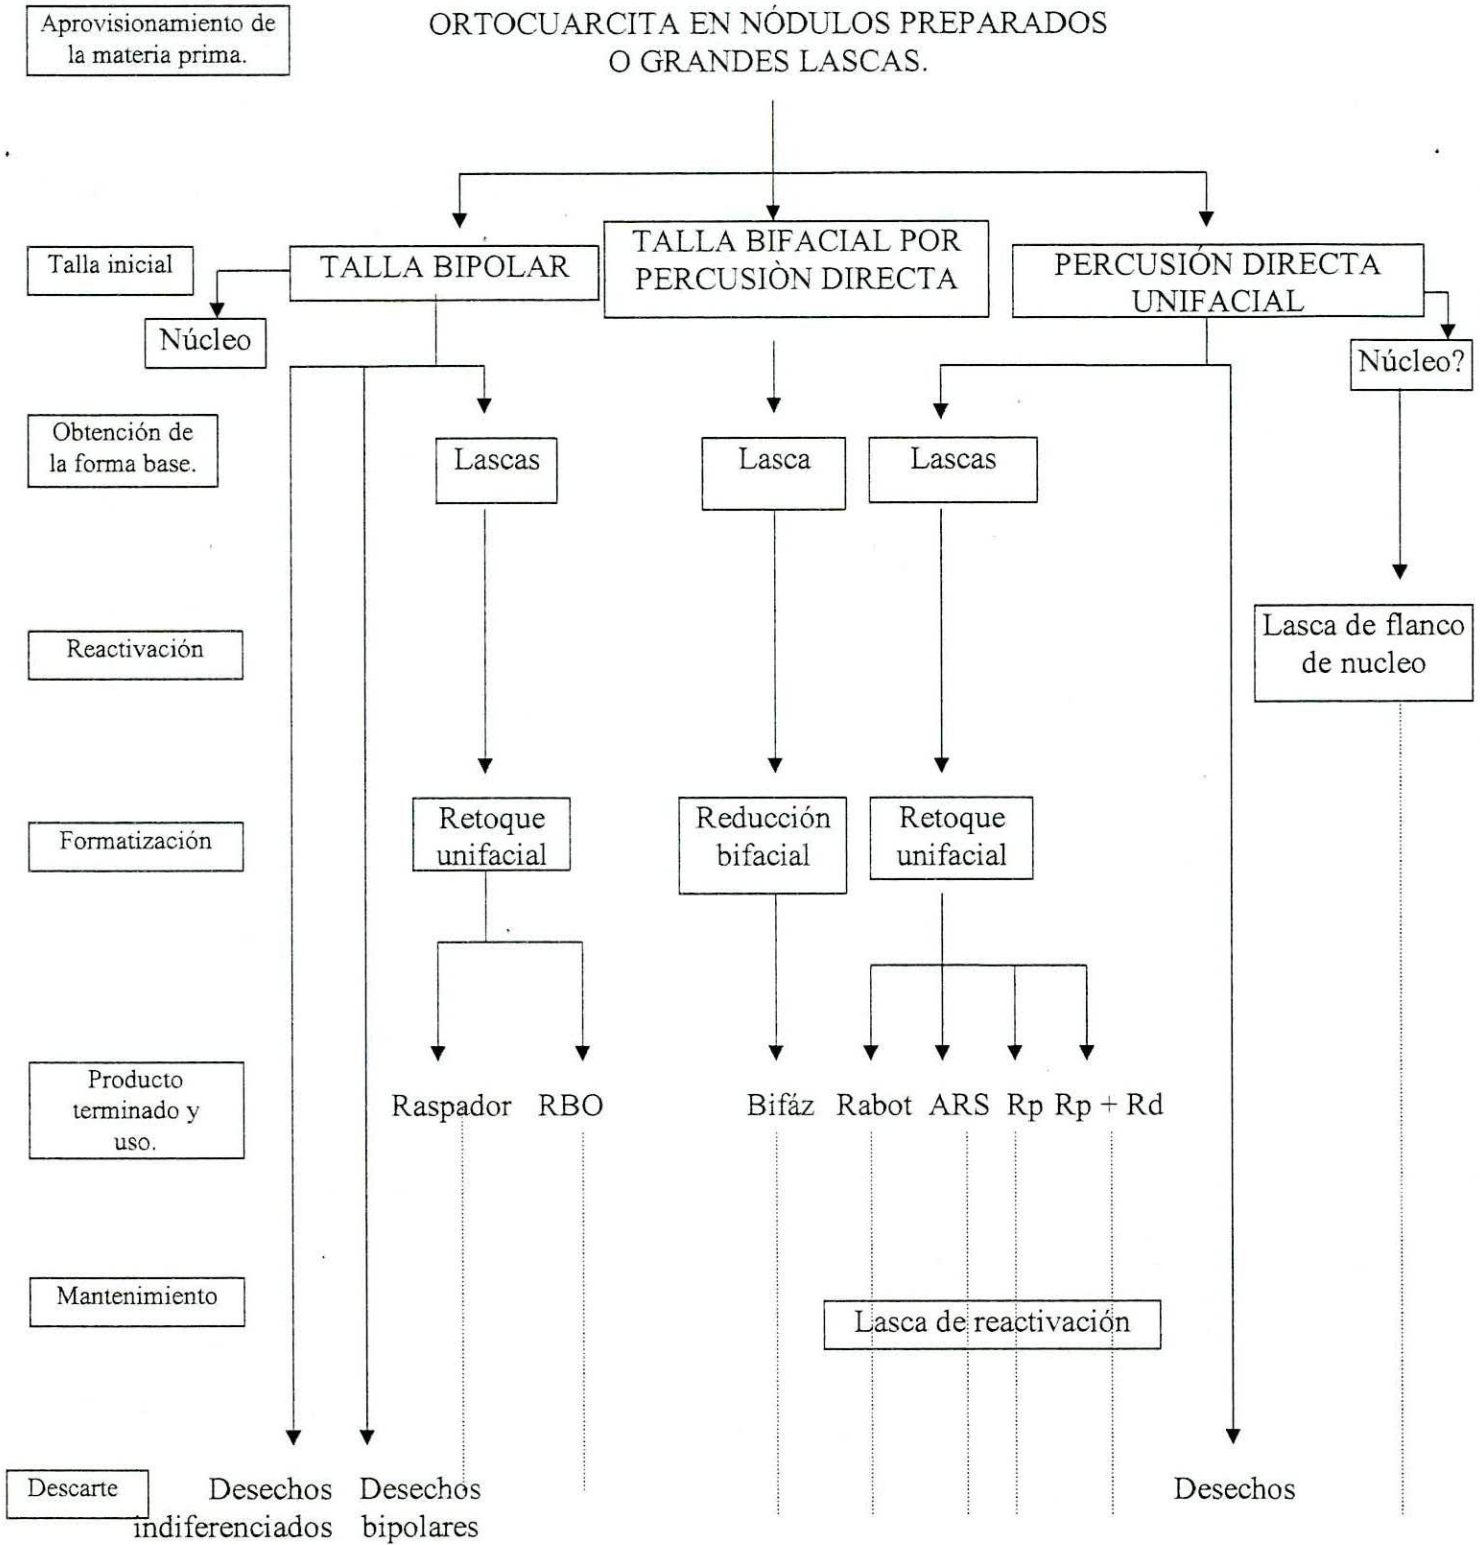 Aprovisionamiento de
la materia prima.
ORTOCUARCITA EN NÓDULOS PREPARADOS
O GRANDES LASCAS.
Talla inicial
TALLA BIPOLAR
TALLA BIFACIAL POR
PERCUSIÒN DIRECTA
PERCUSIÓN DIRECTA
UNIFACIAL
Núcleo
Núcleo?
Obtención de
la forma base.
Lascas
Lasca
Lascas
Reactivación
Lasca de flanco
de nucleo
Formatización
Retoque
unifacial
Reducción
bifacial
Retoque
unifacial
Producto
terminado y
uso.
Raspador
RBO
Bifáz
Rabot
ARS
Rp
Rp + Rd
Mantenimiento
Lasca de reactivación
Descarte
Desechos
indiferenciados
Desechos
bipolares
Desechos